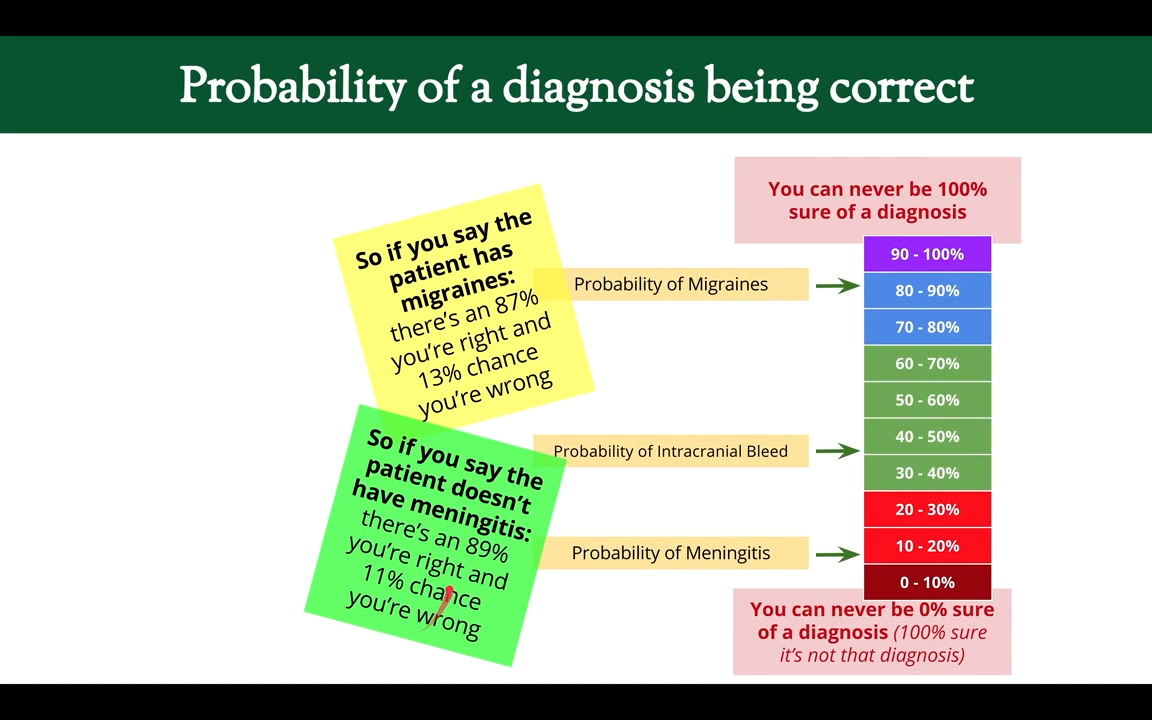 Probability of a diagnosis being correct
You can never be 100%
sure of a diagnosis
So if you say the
patient has
migraines:
there's an 87%
you're right and
13% chance
you're wrong
So if you say the
patient doesn't
have meningitis:
there's an 89%
you're right and
11% chance
you're wrong
Probability of Migraines
Probability of Intracranial Bleed
Probability of Meningitis
90 - 100%
80 - 90%
70 - 80%
60 - 70%
50 - 60%
40 - 50%
30 - 40%
20 - 30%
10 - 20%
0 - 10%
You can never be 0% sure
of a diagnosis (100% sure
it's not that diagnosis)